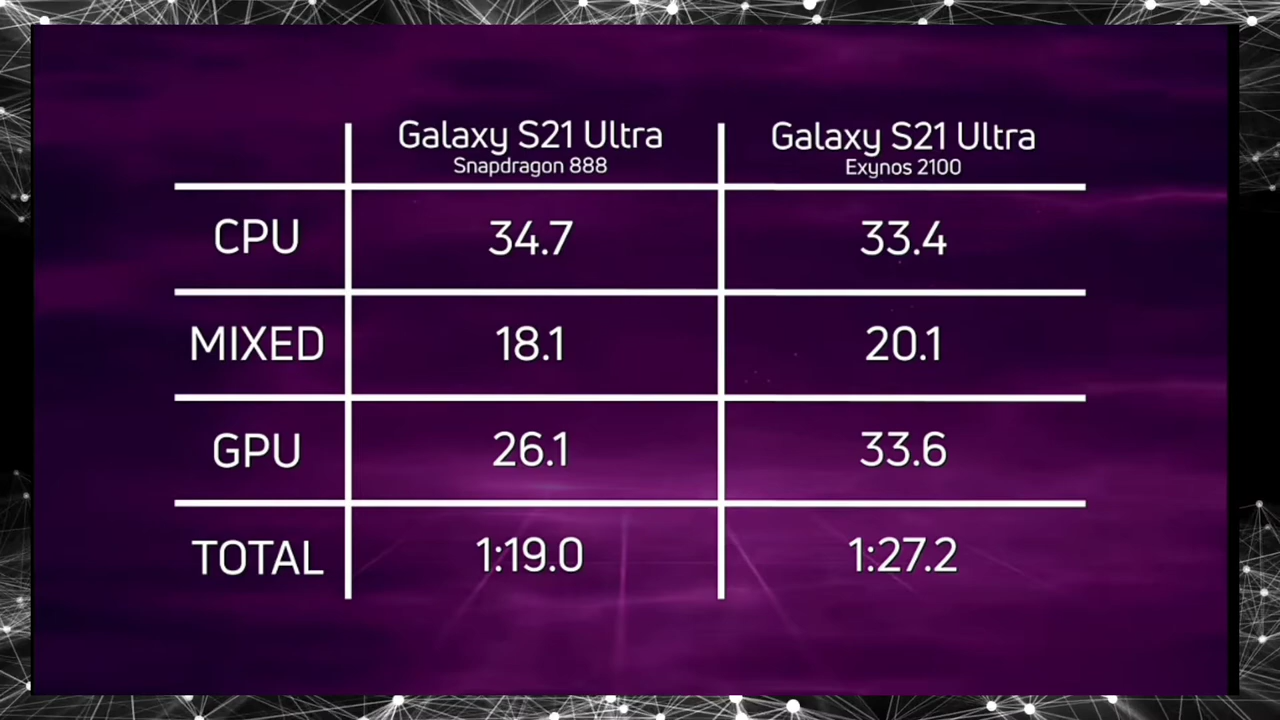 Galaxy S21 Ultra Galaxy S21 Ultra
Snapdragon 888 Exynos 2100
CPU 34.7 33.4
MIXED 18.1 20.1
GPU 26.1 33.6
TOTAL 1:19.0 1:27.2